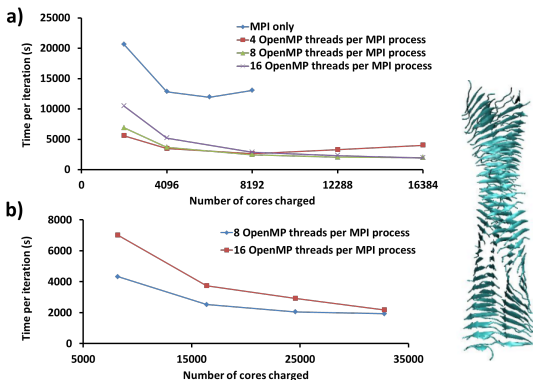 a)
MPI only
4 OpenMP threads per MPI process
8 OpenMP threads per MPI process
16 OpenMP threads per MPI process
Time per iteration (s)
25000
20000
15000
10000
5000
0
0
4096
8192
12288
16384
Number of cores charged
b)
8 OpenMP threads per MPI process
16 OpenMP threads per MPI process
Time per iteration (s)
8000
6000
4000
2000
0
5000
15000
25000
35000
Number of cores charged